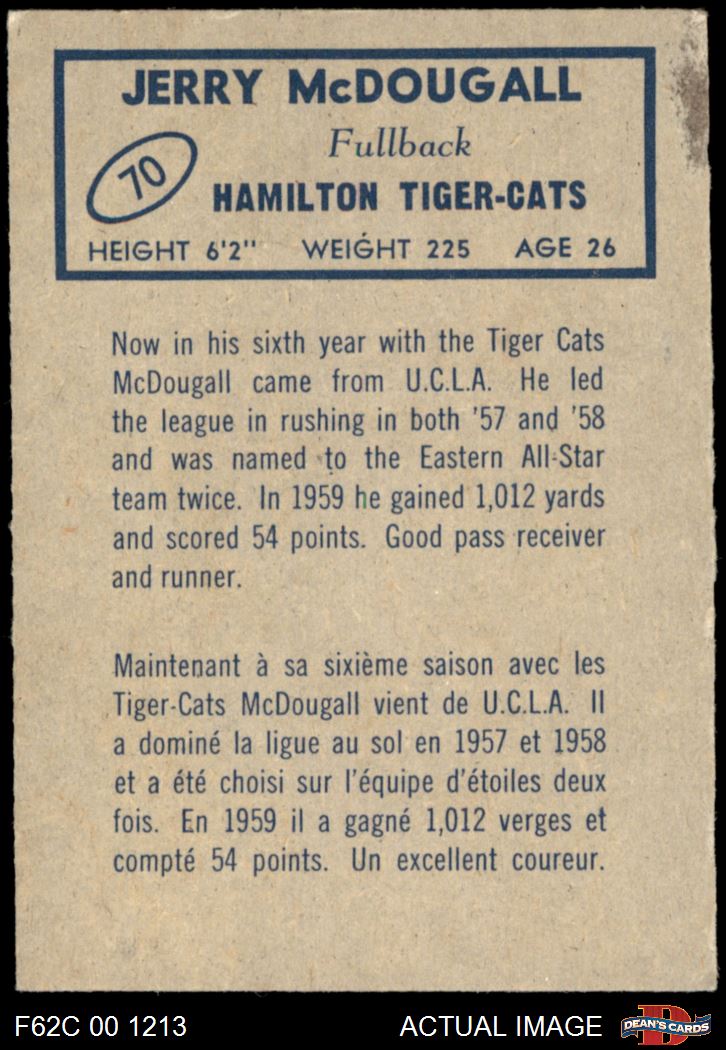 JERRY McDOUGALL
Fullback
70
HAMILTON TIGER-CATS
HEIGHT 6'2" WEIGHT 225 AGE 26
Now in his sixth year with the Tiger Cats
McDougall came from U.C.L.A. He led
the league in rushing in both '57 and '58
and was named to the Eastern All-Star
team twice. In 1959 he gained 1,012 yards
and scored 54 points. Good pass receiver
and runner.
Maintenant à sa sixième saison avec les
Tiger-Cats McDougall vient de U.C.L.A. Il
a dominé la ligue au sol en 1957 et 1958
et a été choisi sur l'équipe d'étoiles deux
fois. En 1959 il a gagné 1,012 verges et
compté 54 points. Un excellent coureur.
F62C 00 1213 ACTUAL IMAGE
DEAN'S CARDS